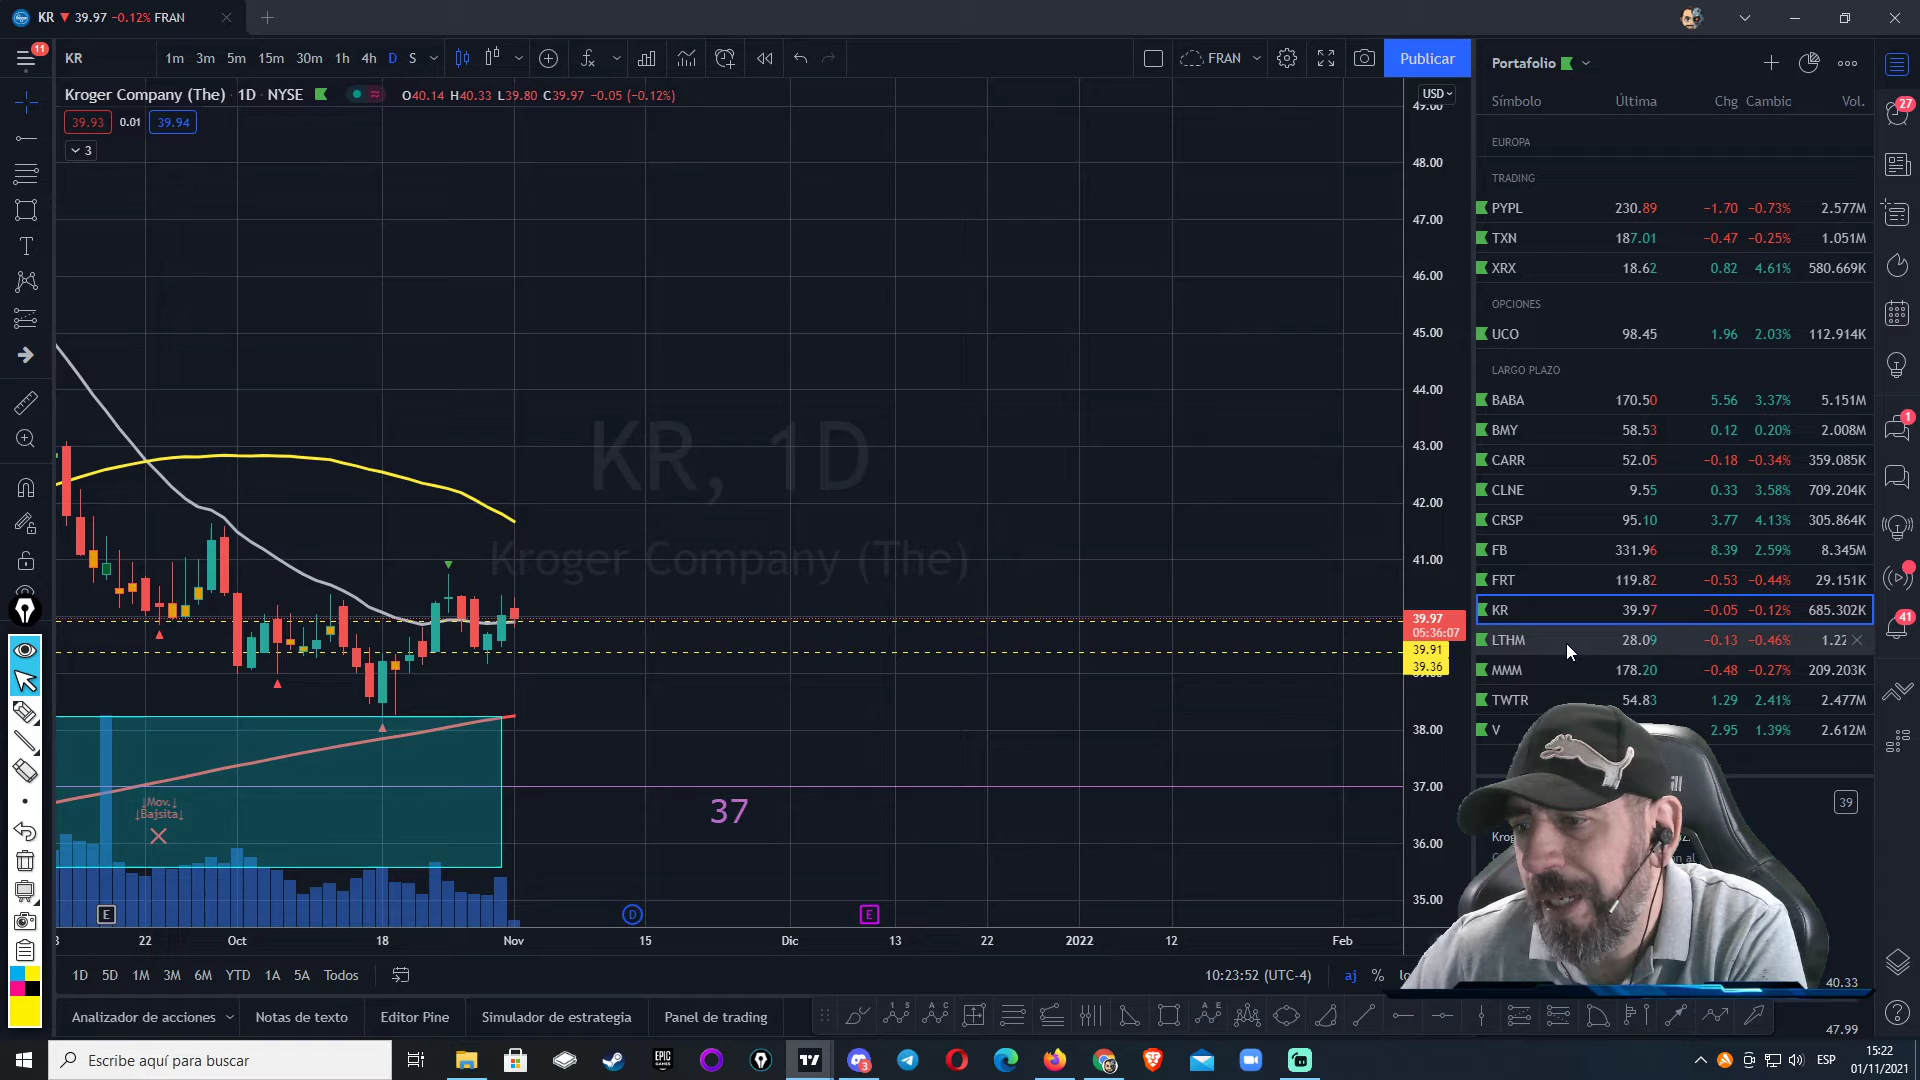 KR ▼ 39.97 −0.12% FRAN
11
KR
1m 3m 5m 15m 30m 1h 4h D S
FRAN
Publicar
Kroger Company (The) · 1D · NYSE
O40.14 H40.33 L39.80 C39.97 −0.05 (−0.12%)
39.93 0.01 39.94
3
USD
49.00
48.00
47.00
46.00
45.00
44.00
43.00
42.00
41.00
39.97
05:36:07
39.91
39.36
38.00
37.00
36.00
35.00
KR, 1D
Kroger Company (The)
37
↓Mov.↓
↓Bajsita↓
E
D
E
22 Oct 18 Nov 15 Dic 13 22 2022 12 Feb
1D 5D 1M 3M 6M YTD 1A 5A Todos
10:23:52 (UTC-4)
aj % lo
Analizador de acciones Notas de texto Editor Pine Simulador de estrategia Panel de trading
Portafolio
Símbolo Última Chg Cambio Vol.
EUROPA
TRADING
PYPL 230.89 −1.70 −0.73% 2.577M
TXN 187.01 −0.47 −0.25% 1.051M
XRX 18.62 0.82 4.61% 580.669K
OPCIONES
UCO 98.45 1.96 2.03% 112.914K
LARGO PLAZO
BABA 170.50 5.56 3.37% 5.151M
BMY 58.53 0.12 0.20% 2.008M
CARR 52.05 −0.18 −0.34% 359.085K
CLNE 9.55 0.33 3.58% 709.204K
CRSP 95.10 3.77 4.13% 305.864K
FB 331.96 8.39 2.59% 8.345M
FRT 119.82 −0.53 −0.44% 29.151K
KR 39.97 −0.05 −0.12% 685.302K
LTHM 28.09 −0.13 −0.46% 1.22
MMM 178.20 −0.48 −0.27% 209.203K
TWTR 54.83 1.29 2.41% 2.477M
V 2.95 1.39% 2.612M
39
40.33
47.99
27
1
41
Escribe aquí para buscar
EPIC
GAMES
3
ESP
15:22
01/11/2021